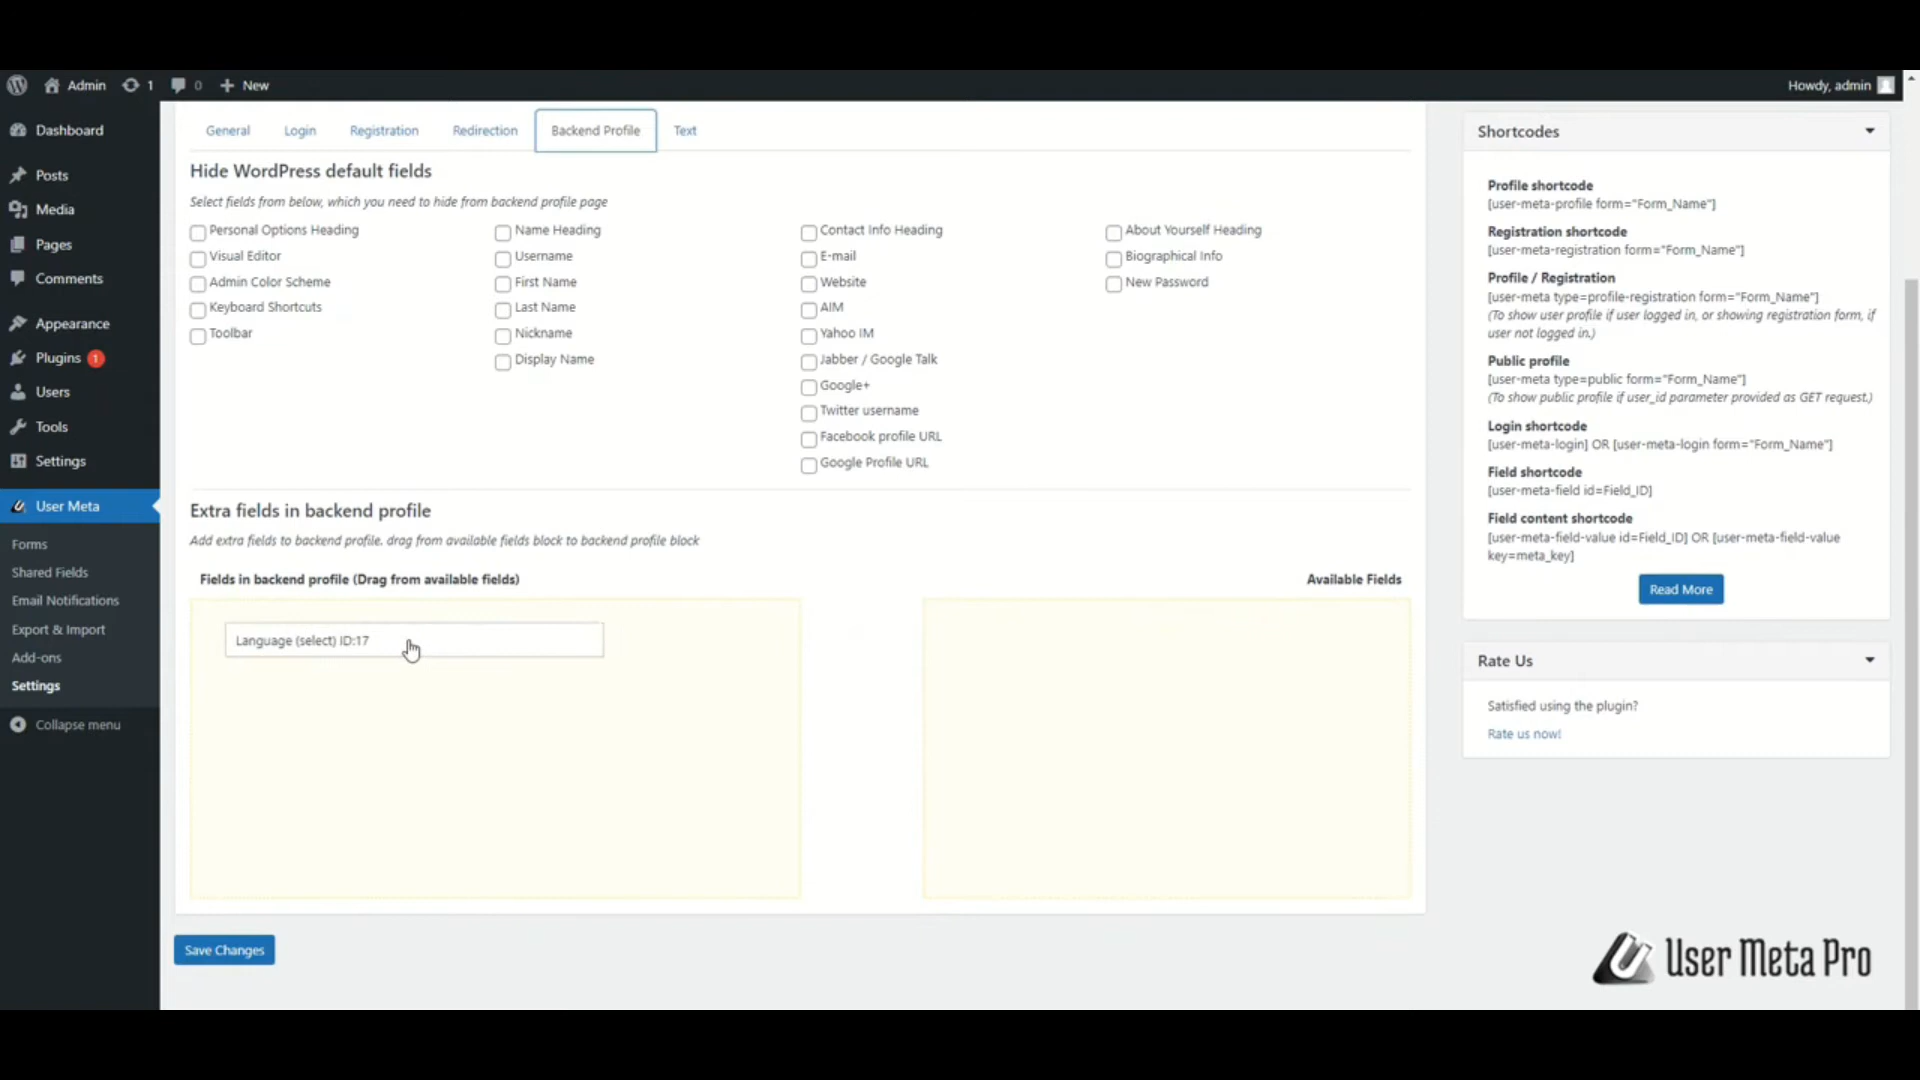 Admin
1
0
New
Howdy, admin
Dashboard
Posts
Media
Pages
Comments
Appearance
Plugins 1
Users
Tools
Settings
User Meta
Forms
Shared Fields
Email Notifications
Export & Import
Add-ons
Settings
Collapse menu
General
Login
Registration
Redirection
Backend Profile
Text
Hide WordPress default fields
Select fields from below, which you need to hide from backend profile page
Personal Options Heading
Visual Editor
Admin Color Scheme
Keyboard Shortcuts
Toolbar
Name Heading
Username
First Name
Last Name
Nickname
Display Name
Contact Info Heading
E-mail
Website
AIM
Yahoo IM
Jabber / Google Talk
Google+
Twitter username
Facebook profile URL
Google Profile URL
About Yourself Heading
Biographical Info
New Password
Extra fields in backend profile
Add extra fields to backend profile. drag from available fields block to backend profile block
Fields in backend profile (Drag from available fields)
Available Fields
Language (select) ID:17
Save Changes
Shortcodes
Profile shortcode
[user-meta-profile form="Form_Name"]
Registration shortcode
[user-meta-registration form="Form_Name"]
Profile / Registration
[user-meta type=profile-registration form="Form_Name"]
(To show user profile if user logged in, or showing registration form, if
user not logged in.)
Public profile
[user-meta type=public form="Form_Name"]
(To show public profile if user_id parameter provided as GET request.)
Login shortcode
[user-meta-login] OR [user-meta-login form="Form_Name"]
Field shortcode
[user-meta-field id=Field_ID]
Field content shortcode
[user-meta-field-value id=Field_ID] OR [user-meta-field-value
key=meta_key]
Read More
Rate Us
Satisfied using the plugin?
Rate us now!
User Meta Pro